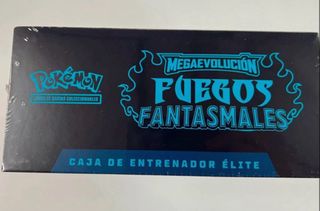 POKÉMON
JUEGO DE CARTAS COLECCIONABLES
MEGAEVOLUCIÓN
FUEGOS
FANTASMALES
CAJA DE ENTRENADOR ÉLITE